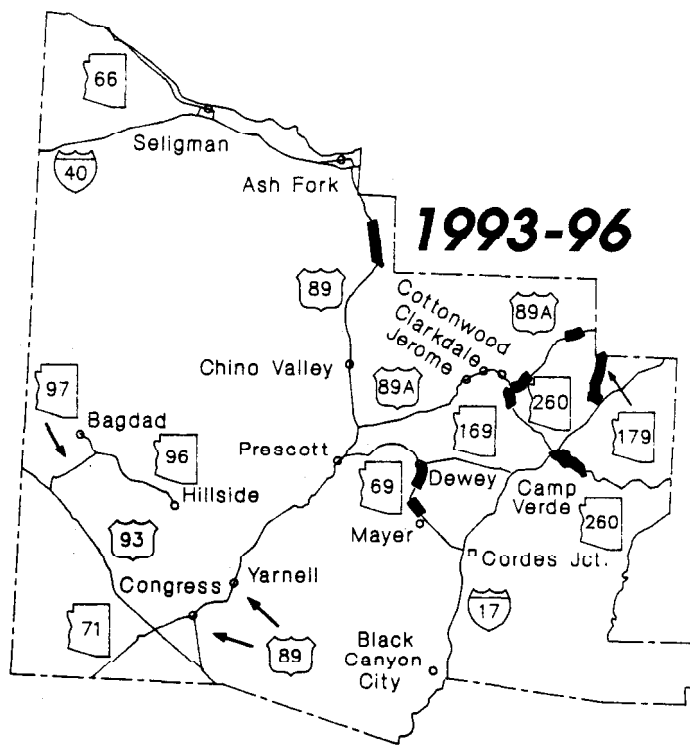 66
Seligman
40
Ash Fork
1993-96
89
89A
Cottonwood
Clarkdale
Jerome
Chino Valley
89A
97
Bagdad
96
260
169
179
Prescott
69
Dewey
Hillside
Camp
Verde
260
93
Mayer
Cordes Jct.
Congress
Yarnell
17
71
89
Black
Canyon
City